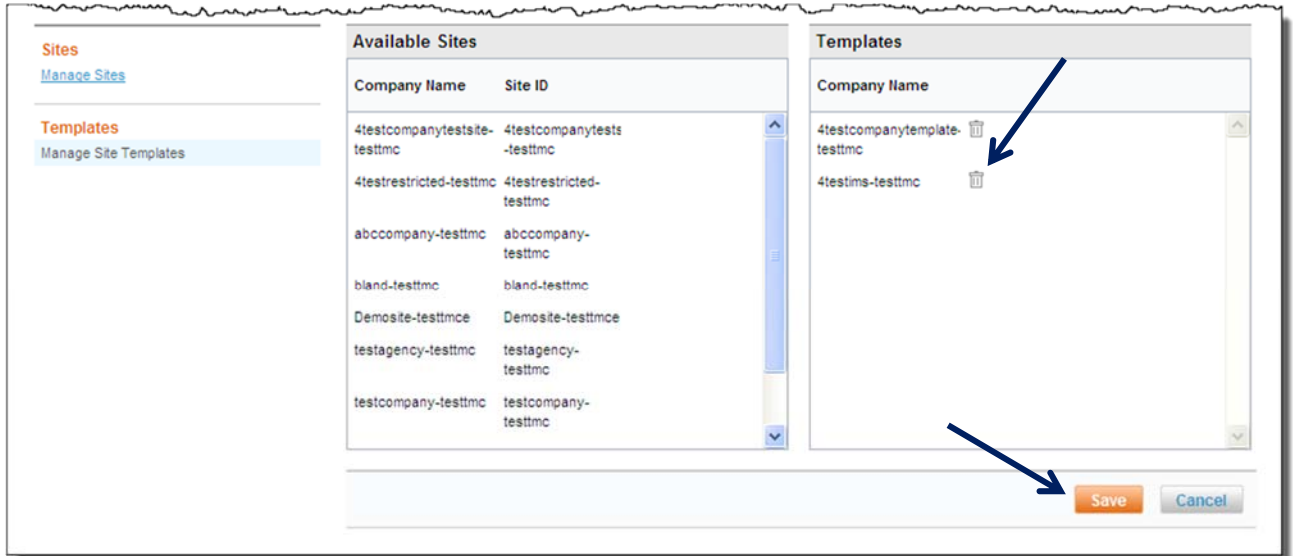 Sites
Manage Sites
Templates
Manage Site Templates
Available Sites
Company Name Site ID
4testcompanytestsite- 4testcompanytests
testtmc -testtmc
4testrestricted-testtmc 4testrestricted-
testtmc
abccompany-testtmc abccompany-
testtmc
bland-testtmc bland-testtmc
Demosite-testtmce Demosite-testtmce
testagency-testtmc testagency-
testtmc
testcompany-testtmc testcompany-
testtmc
Templates
Company Name
4testcompanytemplate-
testtmc
4testims-testtmc
Save Cancel